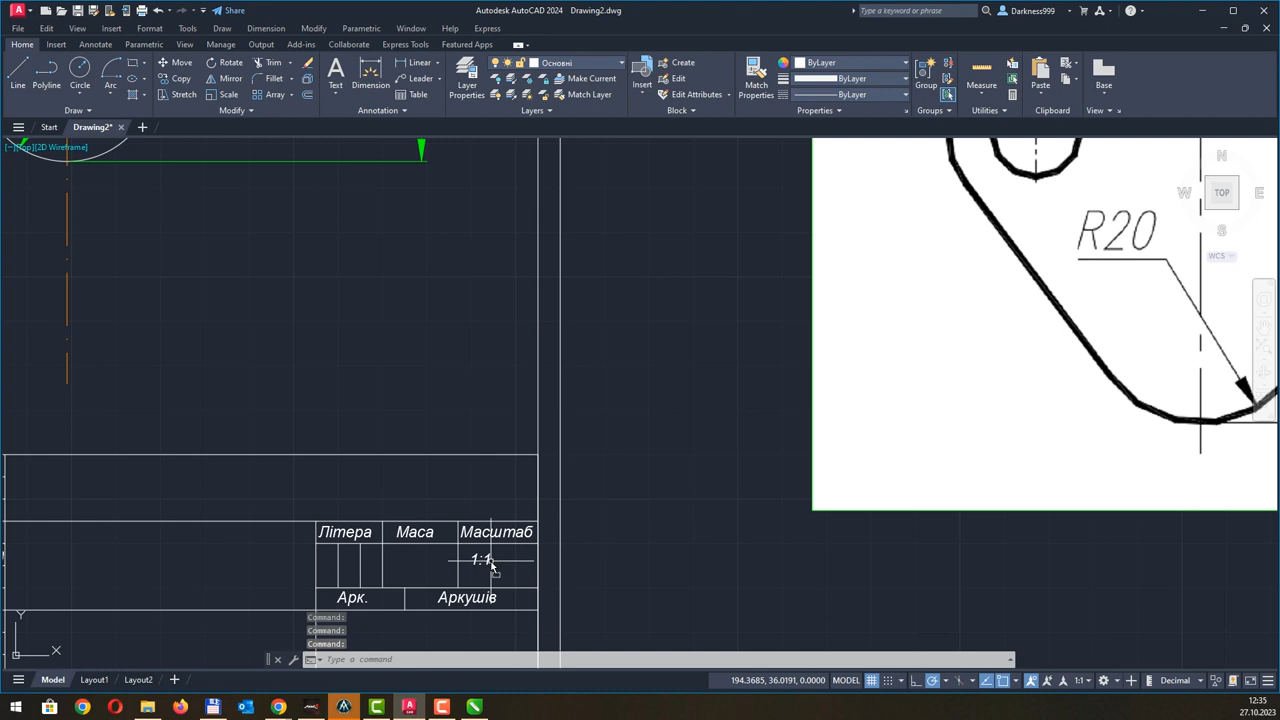 Share
Autodesk AutoCAD 2024 Drawing2.dwg
Type a keyword or phrase
Darkness999
File Edit View Insert Format Tools Draw Dimension Modify Parametric Window Help Express
Home Insert Annotate Parametric View Manage Output Add-ins Collaborate Express Tools Featured Apps
Line Polyline Circle Arc
Move Rotate Trim
Copy Mirror Fillet
Stretch Scale Array
Text Dimension
Linear
Leader
Table
Layer Properties
Основні
Make Current
Match Layer
Insert
Create
Edit
Edit Attributes
Match Properties
ByLayer
ByLayer
ByLayer
Group
Measure
Paste
Base
Draw Modify Annotation Layers Block Properties Groups Utilities Clipboard View
Start Drawing2*
[−][Top][2D Wireframe]
N
W TOP E
S
WCS
R20
Літера Маса Масштаб
1:1
Арк. Аркушів
Y
X
Command:
Command:
Command:
Type a command
Model Layout1 Layout2
194.3685, 36.0191, 0.0000 MODEL 1:1 Decimal
12:35
27.10.2023